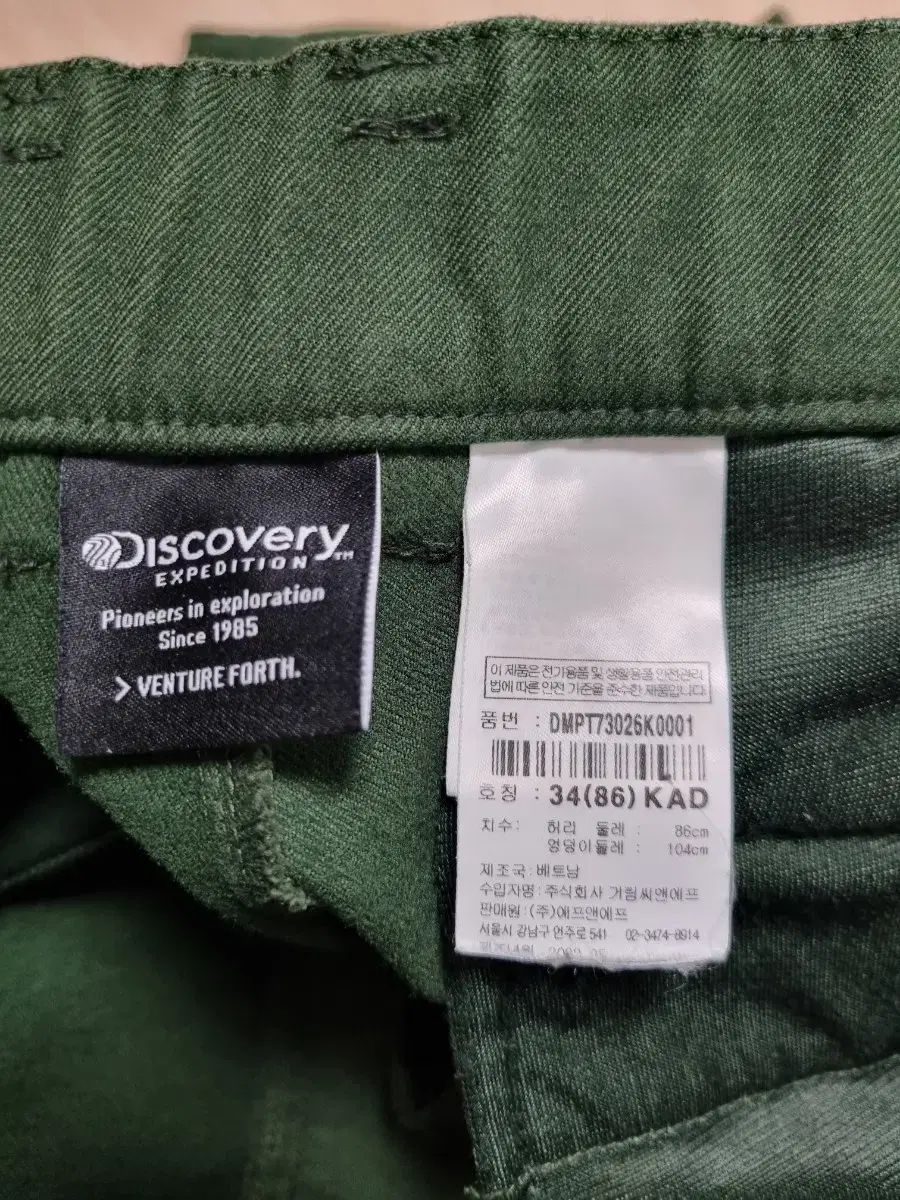 Discovery™
EXPEDITION
Pioneers in exploration
Since 1985
> VENTURE FORTH.
이 제품은 전기용품 및 생활용품 안전관리
법에 따른 안전 기준을 준수한 제품입니다
품번 : DMPT73026K0001
호칭 : 34(86) KAD
치수: 허리 둘레 : 86cm
엉덩이둘레 : 104cm
제조국: 베트남
수입자명: 주식회사 거림씨앤에프
판매원: (주)에프앤에프
서울시 강남구 언주로 541 02-3474-8914